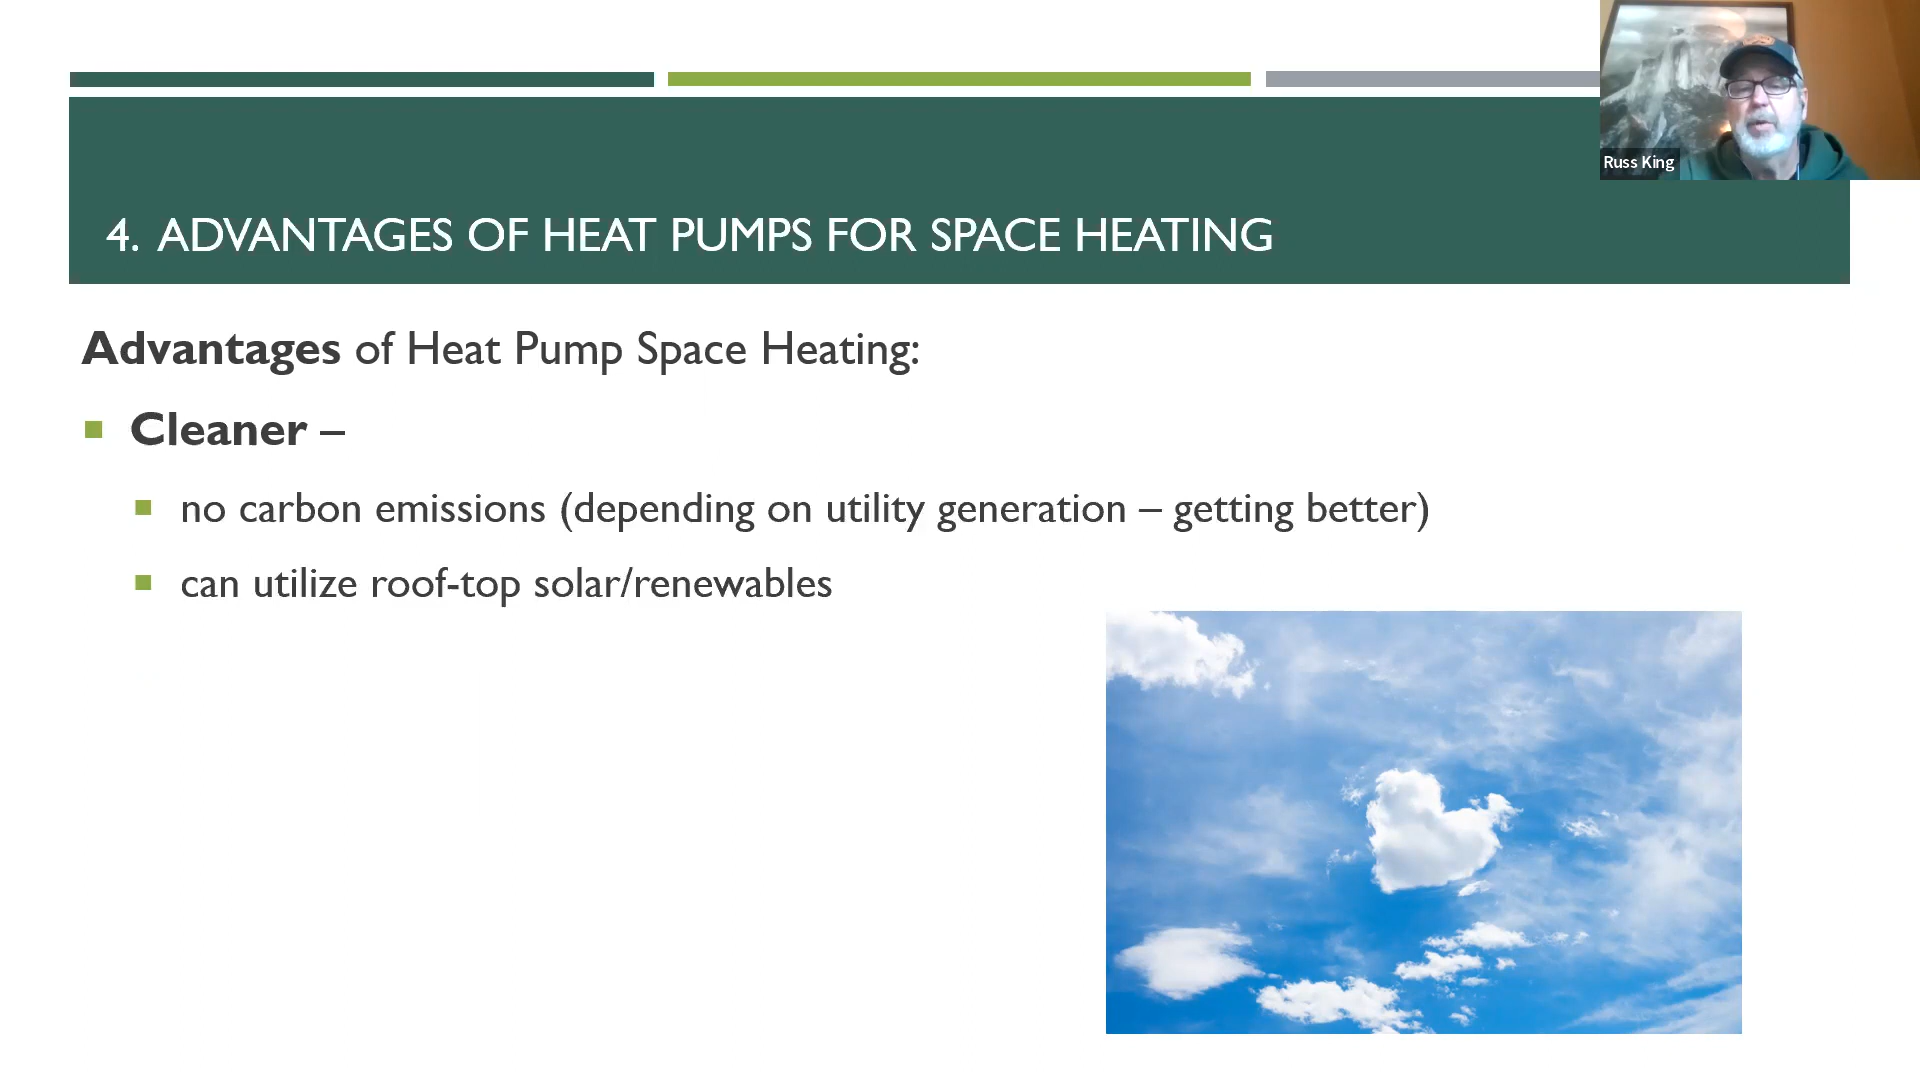 Russ King
4. ADVANTAGES OF HEAT PUMPS FOR SPACE HEATING
Advantages of Heat Pump Space Heating:
Cleaner –
no carbon emissions (depending on utility generation – getting better)
can utilize roof-top solar/renewables